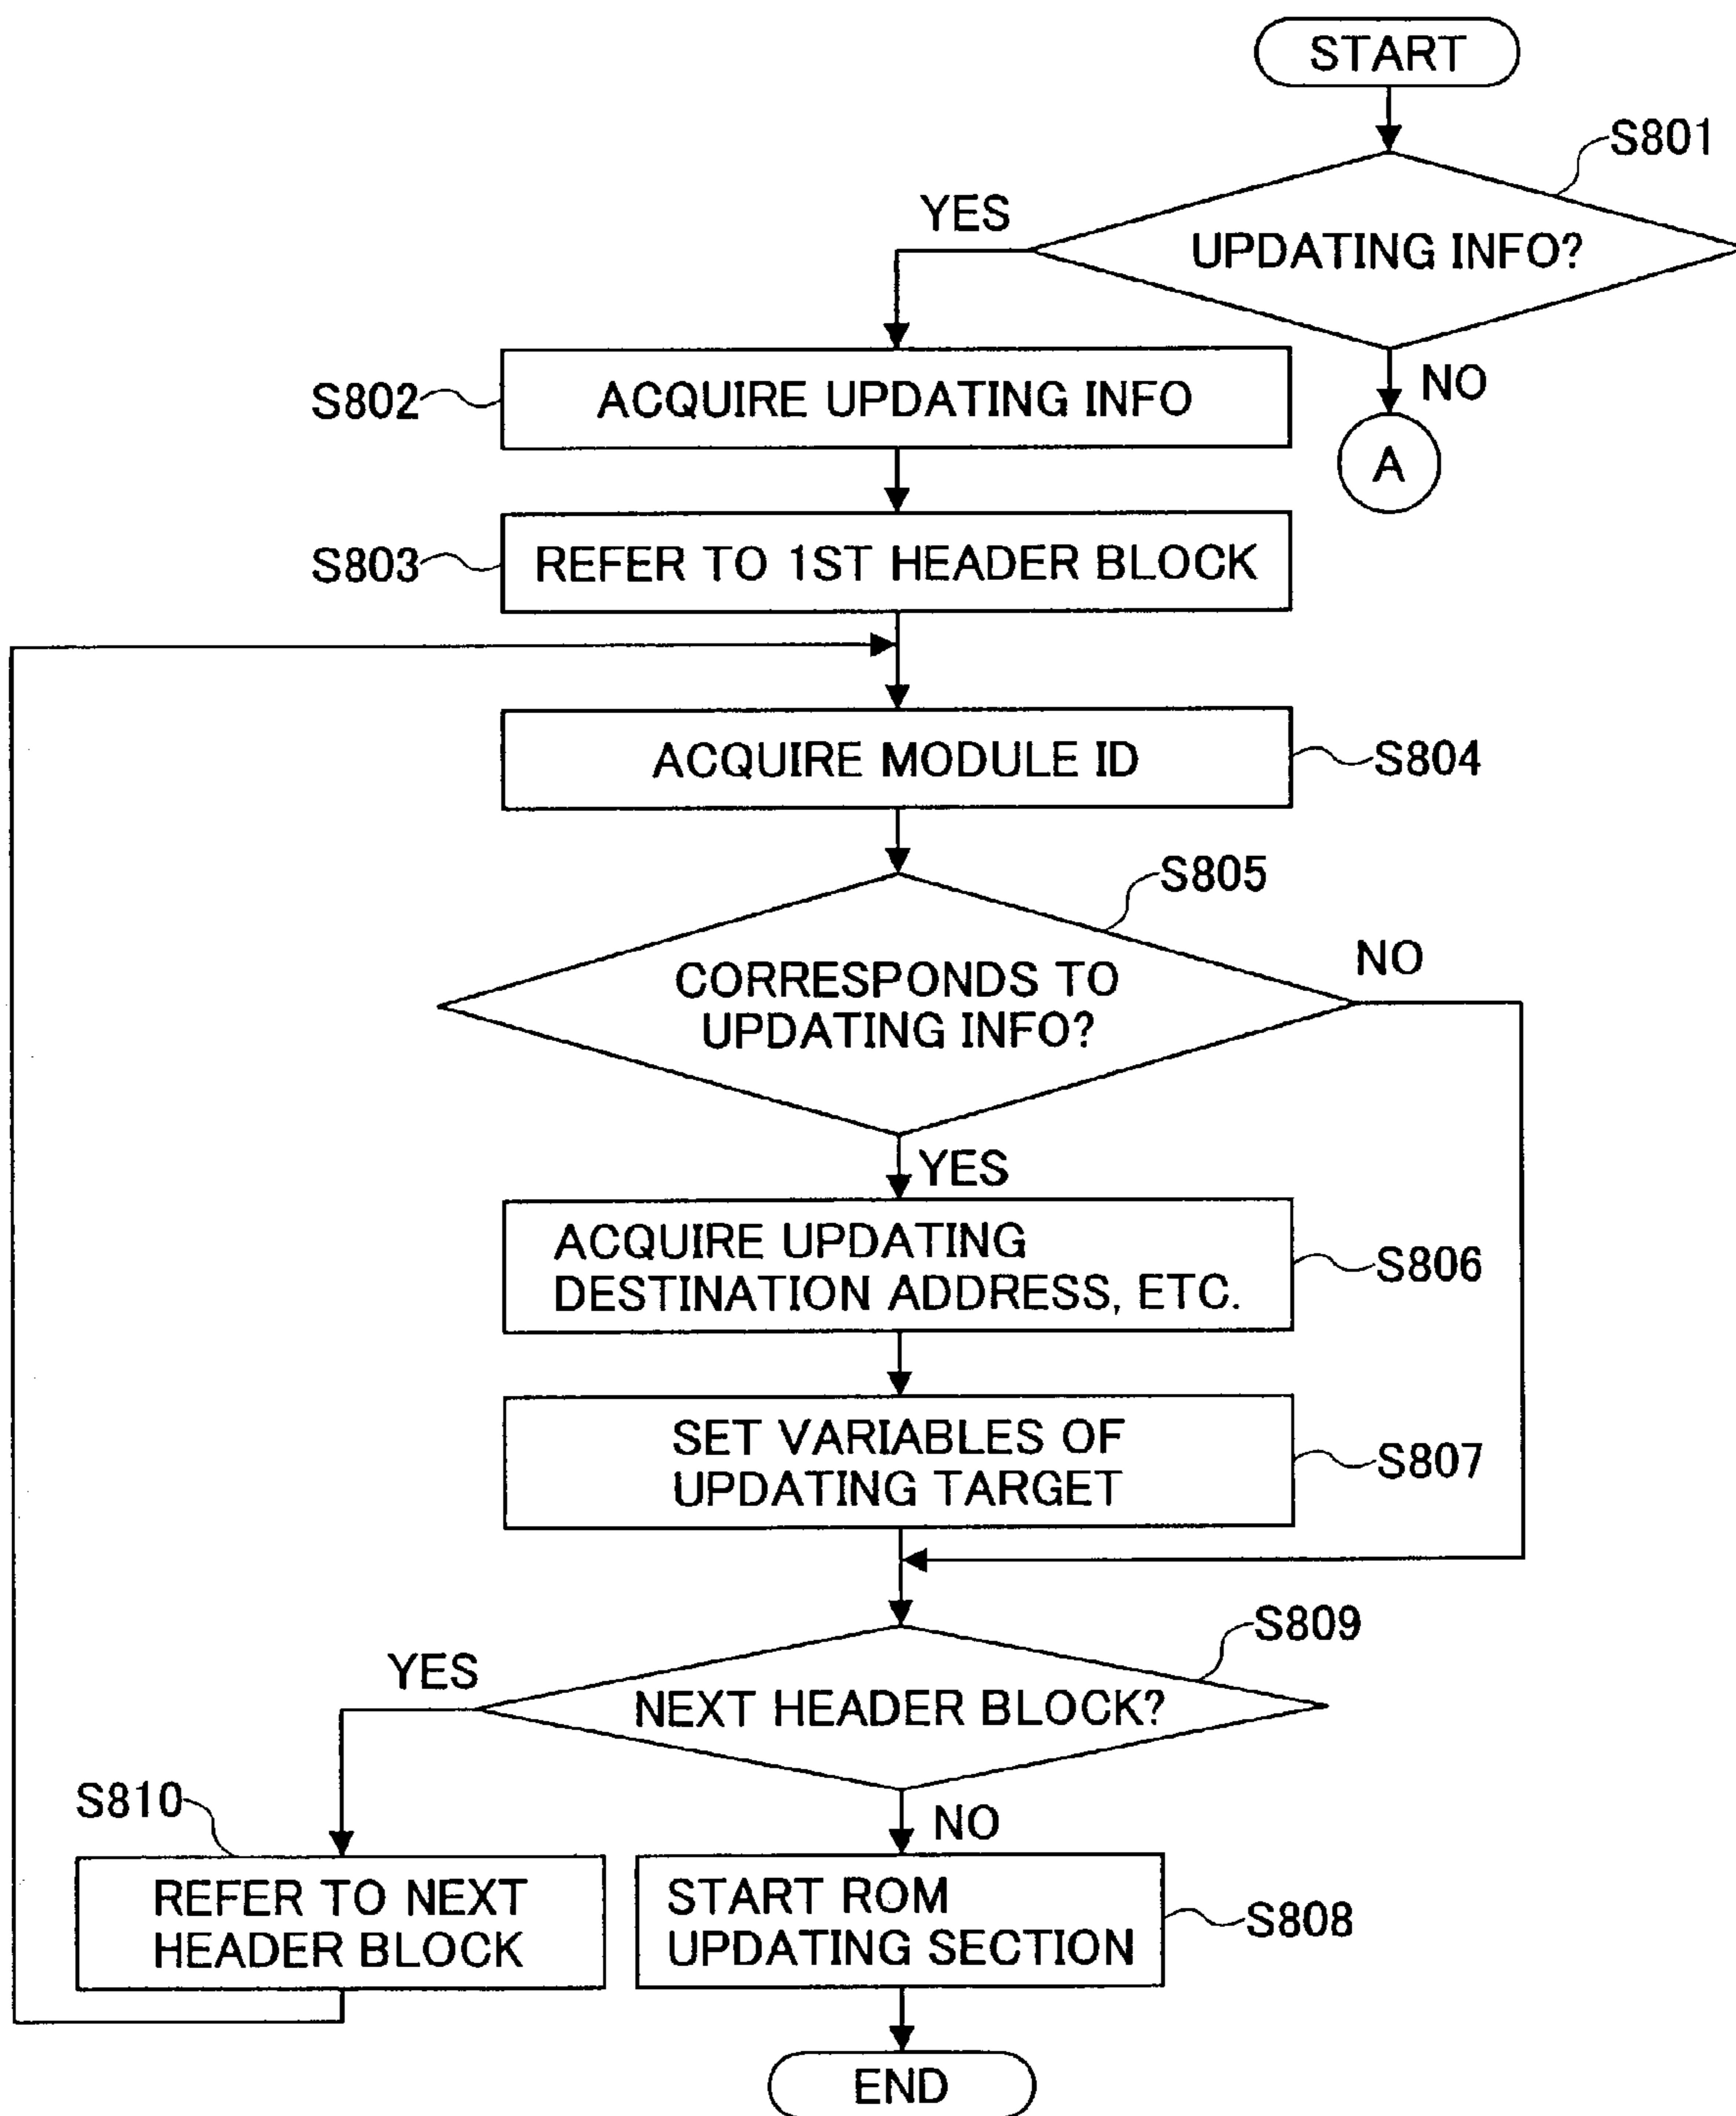 START
S801
YES
UPDATING INFO?
NO
A
S802
ACQUIRE UPDATING INFO
S803
REFER TO 1ST HEADER BLOCK
ACQUIRE MODULE ID
S804
S805
NO
CORRESPONDS TO
UPDATING INFO?
YES
ACQUIRE UPDATING
DESTINATION ADDRESS, ETC.
S806
SET VARIABLES OF
UPDATING TARGET
S807
S809
YES
NEXT HEADER BLOCK?
S810
NO
REFER TO NEXT
HEADER BLOCK
START ROM
UPDATING SECTION
S808
END